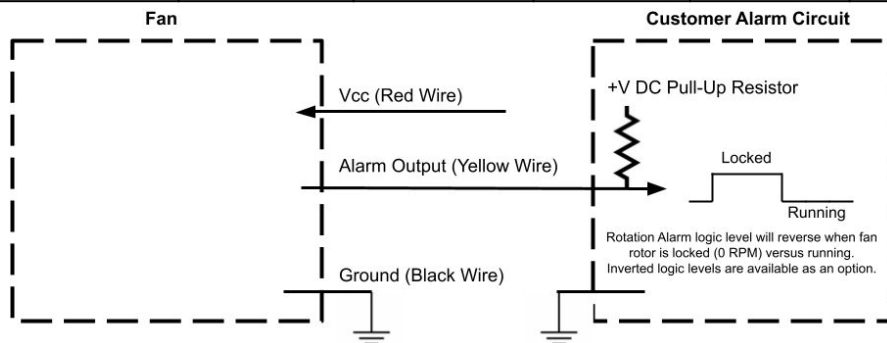 Fan
Customer Alarm Circuit
Vcc (Red Wire)
+V DC Pull-Up Resistor
Alarm Output (Yellow Wire)
Locked
Running
Rotation Alarm logic level will reverse when fan
rotor is locked (0 RPM) versus running.
Inverted logic levels are available as an option.
Ground (Black Wire)